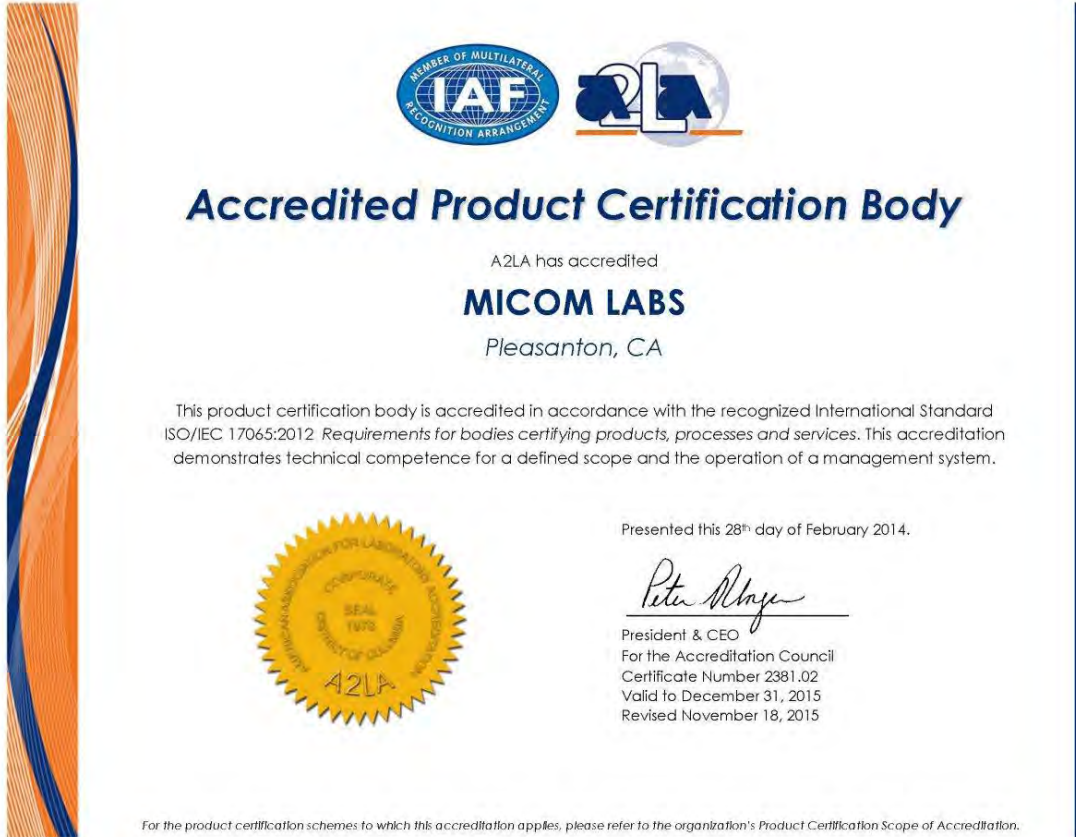 MEMBER OF MULTILATERAL
IAF
RECOGNITION ARRANGEMENT
A2LA
Accredited Product Certification Body
A2LA has accredited
MICOM LABS
Pleasanton, CA
This product certification body is accredited in accordance with the recognized International Standard
ISO/IEC 17065:2012 Requirements for bodies certifying products, processes and services. This accreditation
demonstrates technical competence for a defined scope and the operation of a management system.
AMERICAN ASSOCIATION FOR LABORATORY ACCREDITATION
CORPORATE
SEAL
1978
DISTRICT OF COLUMBIA
A2LA
Presented this 28th day of February 2014.
President & CEO
For the Accreditation Council
Certificate Number 2381.02
Valid to December 31, 2015
Revised November 18, 2015
For the product certification schemes to which this accreditation applies, please refer to the organization's Product Certification Scope of Accreditation.